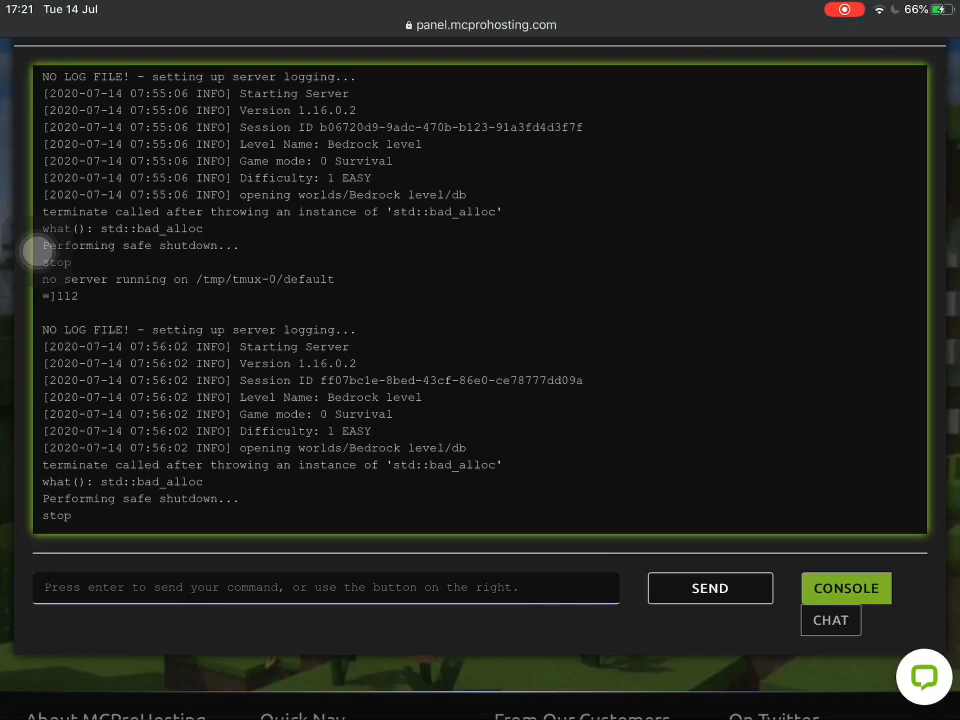 17:21 Tue 14 Jul
66%
panel.mcprohosting.com
NO LOG FILE! - setting up server logging...
[2020-07-14 07:55:06 INFO] Starting Server
[2020-07-14 07:55:06 INFO] Version 1.16.0.2
[2020-07-14 07:55:06 INFO] Session ID b06720d9-9adc-470b-b123-91a3fd4d3f7f
[2020-07-14 07:55:06 INFO] Level Name: Bedrock level
[2020-07-14 07:55:06 INFO] Game mode: 0 Survival
[2020-07-14 07:55:06 INFO] Difficulty: 1 EASY
[2020-07-14 07:55:06 INFO] opening worlds/Bedrock level/db
terminate called after throwing an instance of 'std::bad_alloc'
what(): std::bad_alloc
Performing safe shutdown...
stop
no server running on /tmp/tmux-0/default
=]112
NO LOG FILE! - setting up server logging...
[2020-07-14 07:56:02 INFO] Starting Server
[2020-07-14 07:56:02 INFO] Version 1.16.0.2
[2020-07-14 07:56:02 INFO] Session ID ff07bc1e-8bed-43cf-86e0-ce78777dd09a
[2020-07-14 07:56:02 INFO] Level Name: Bedrock level
[2020-07-14 07:56:02 INFO] Game mode: 0 Survival
[2020-07-14 07:56:02 INFO] Difficulty: 1 EASY
[2020-07-14 07:56:02 INFO] opening worlds/Bedrock level/db
terminate called after throwing an instance of 'std::bad_alloc'
what(): std::bad_alloc
Performing safe shutdown...
stop
Press enter to send your command, or use the button on the right.
SEND
CONSOLE
CHAT
About MCProHosting
Quick Nav
From Our Customers
On Twitter